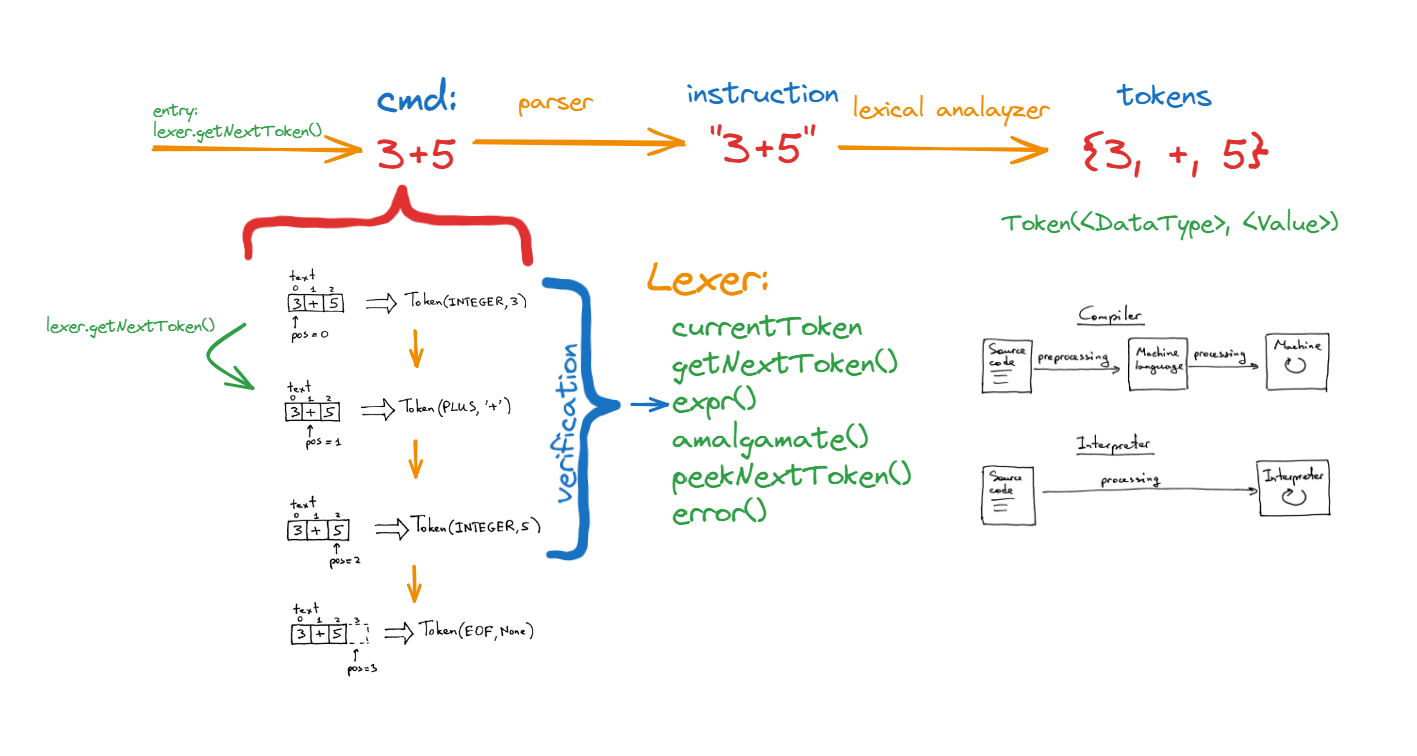 entry:
lexer.getNextToken()
cmd:
3+5
parser
instruction
"3+5"
lexical analayzer
tokens
{3, +, 5}
Token(<DataType>, <Value>)
text
0 1 2
3 + 5
pos=0
Token(INTEGER, 3)
lexer.getNextToken()
text
0 1 2
3 + 5
pos=1
Token(PLUS, '+')
text
0 1 2
3 + 5
pos=2
Token(INTEGER, 5)
text
0 1 2 3
3 + 5
pos=3
Token(EOF, None)
verification
Lexer:
currentToken
getNextToken()
expr()
amalgamate()
peekNextToken()
error()
Compiler
Source
code
preprocessing
Machine
language
processing
Machine
Interpreter
Source
code
processing
Interpreter